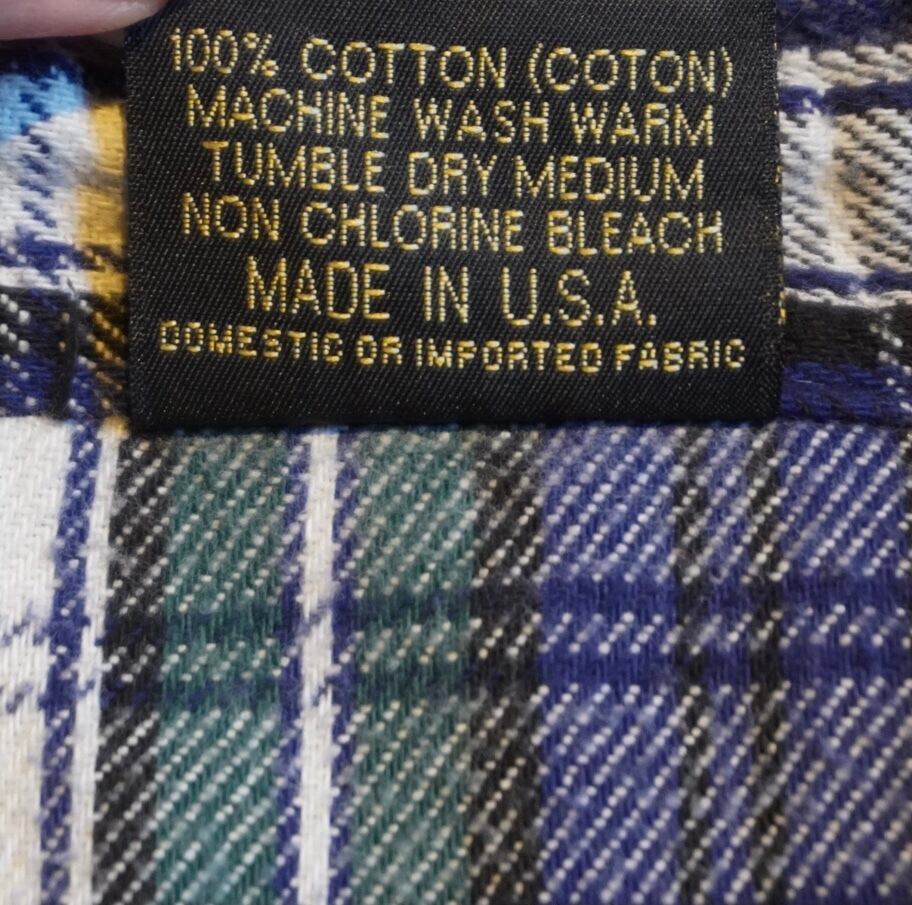 100% COTTON (COTON)
MACHINE WASH WARM
TUMBLE DRY MEDIUM
NON CHLORINE BLEACH
MADE IN U.S.A.
DOMESTIC OR IMPORTED FABRIC